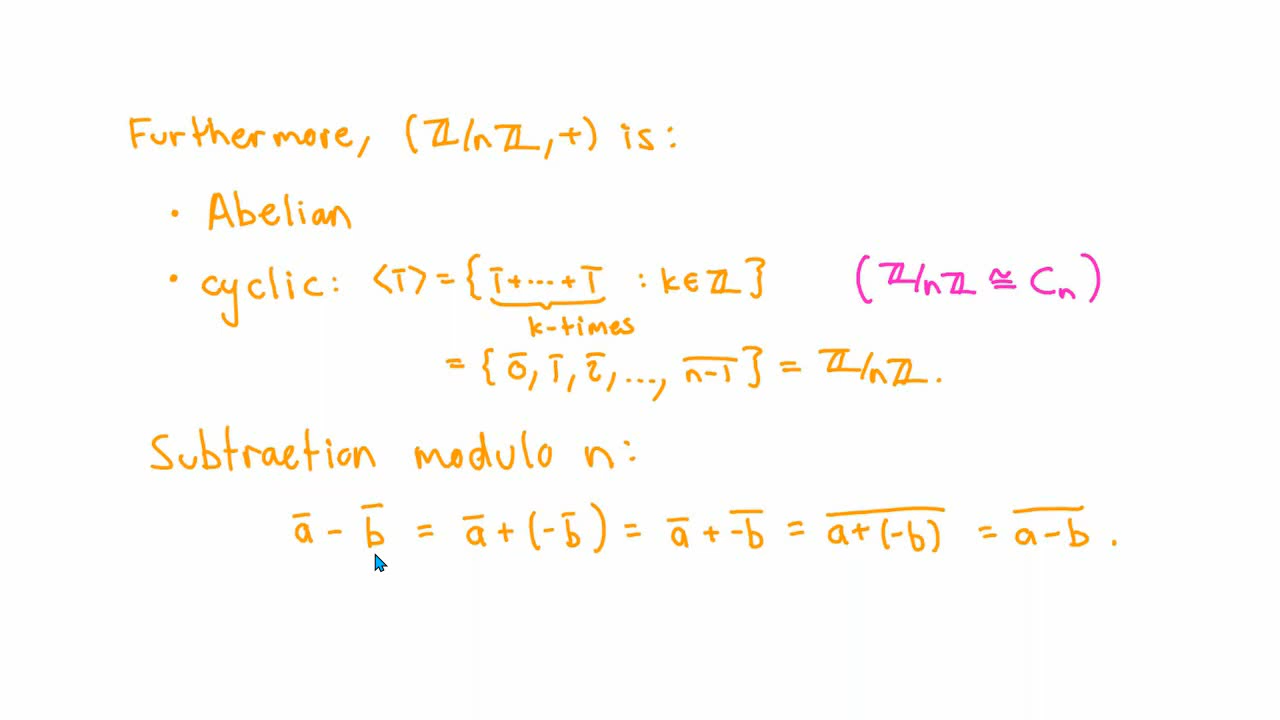 Furthermore, (ℤ/nℤ, +) is:
• Abelian
• cyclic: ⟨1̄⟩ = { 1̄ + ⋯ + 1̄ : k ∈ ℤ } (ℤ/nℤ ≅ Cₙ)
k-times
= { 0̄, 1̄, 2̄, ..., n̅-̅1̅ } = ℤ/nℤ.
Subtraction modulo n:
ā - b̄ = ā + (-b̄) = ā + -̅b̅ = a̅+̅(̅-̅b̅)̅ = a̅-̅b̅.